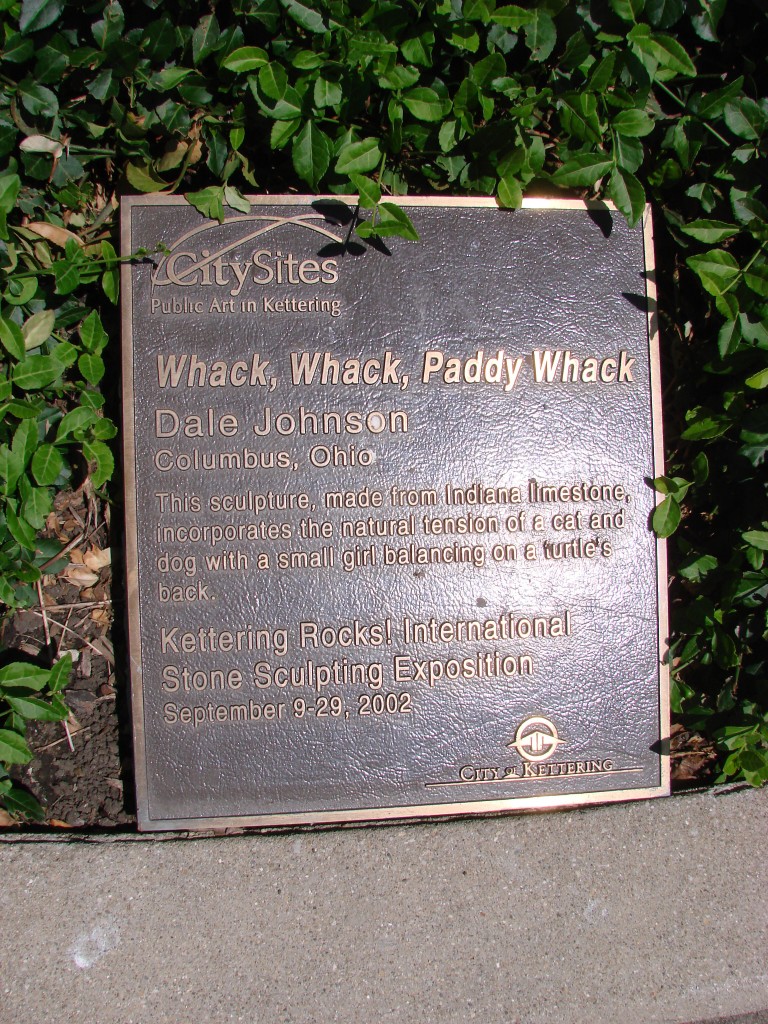 CitySites
Public Art in Kettering
Whack, Whack, Paddy Whack
Dale Johnson
Columbus, Ohio
This sculpture, made from Indiana limestone,
incorporates the natural tension of a cat and
dog with a small girl balancing on a turtle's
back.
Kettering Rocks! International
Stone Sculpting Exposition
September 9-29, 2002
City of Kettering